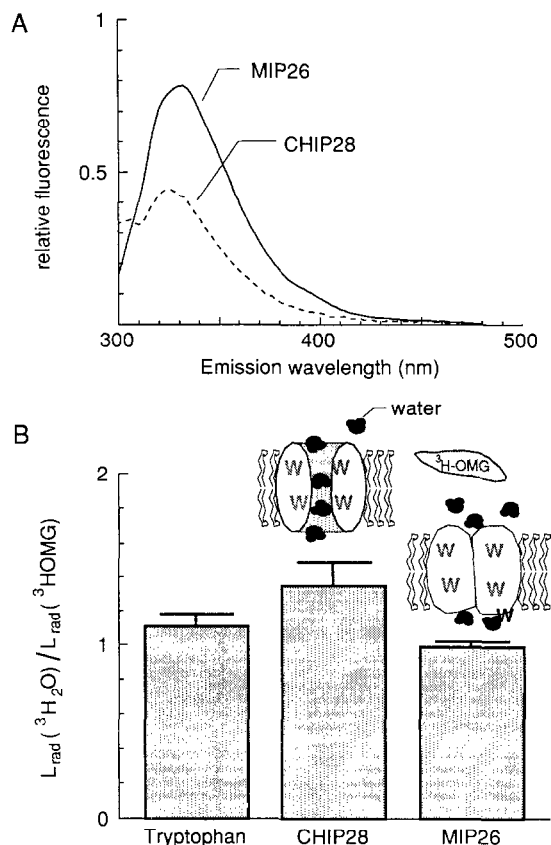 A
1
MIP26
CHIP28
0.5
relative fluorescence
300
400
500
Emission wavelength (nm)
B
water
³H-OMG
W W
W W
W W
W W
W
2
1
0
L_rad (³H₂O) / L_rad (³HOMG)
Tryptophan CHIP28 MIP26